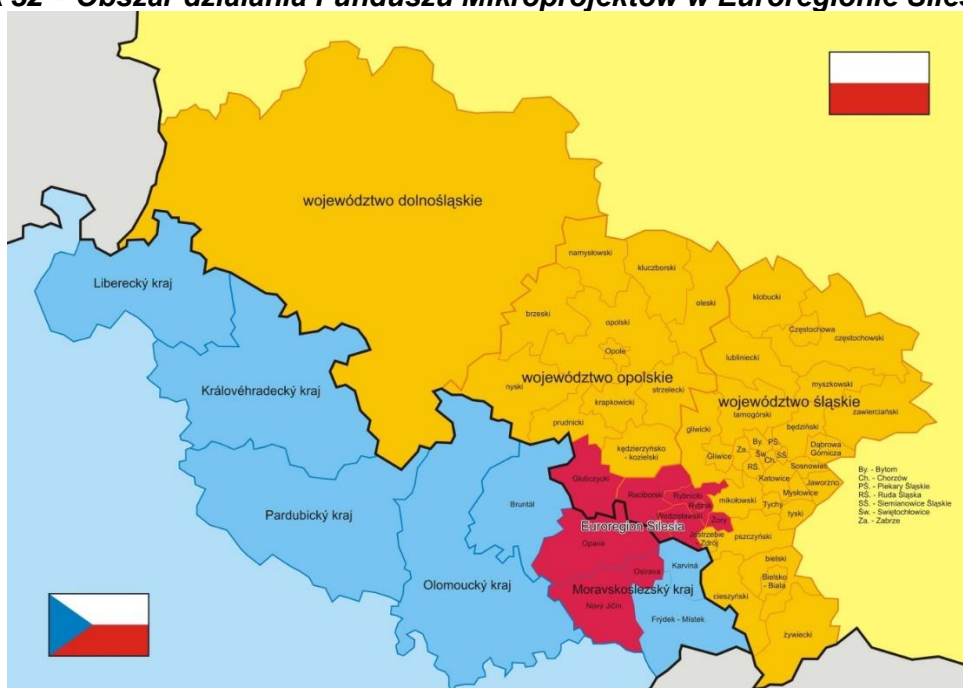 32 – Obszar działania Funduszu Mikroprojektów w Euroregionie Siles
województwo dolnośląskie
namysłowski
kluczborski
Liberecký kraj
oleski
kłobucki
brzeski
opolski
Częstochowa
częstochowski
Opole
lubliniecki
województwo opolskie
Královéhradecký kraj
nyski
strzelecki
myszkowski
krapkowicki
województwo śląskie
zawierciański
tarnogórski
prudnicki
gliwicki
będziński
kędzierzyńsko
- kozielski
Gliwice
Za.
By.
PŚ.
Św.
Ch.
SŚ.
RŚ.
Dąbrowa
Górnicza
Sosnowiec
Głubczycki
Katowice
Jaworzno
Mysłowice
By. - Bytom
Ch. - Chorzów
PŚ. - Piekary Śląskie
RŚ. - Ruda Śląska
SŚ. - Siemianowice Śląskie
Św. - Świętochłowice
Za. - Zabrze
Raciborski
Rybnicki
Rybnik
mikołowski
Tychy
tyski
Bruntál
Pardubický kraj
Wodzisławski
Żory
Euroregion Silesia
Jastrzębie
- Zdrój
pszczyński
Opava
bielski
Ostrava
Karviná
Bielsko -
Biała
Olomoucký kraj
Moravskoslezský kraj
cieszyński
Nový Jičín
Frýdek - Místek
żywiecki